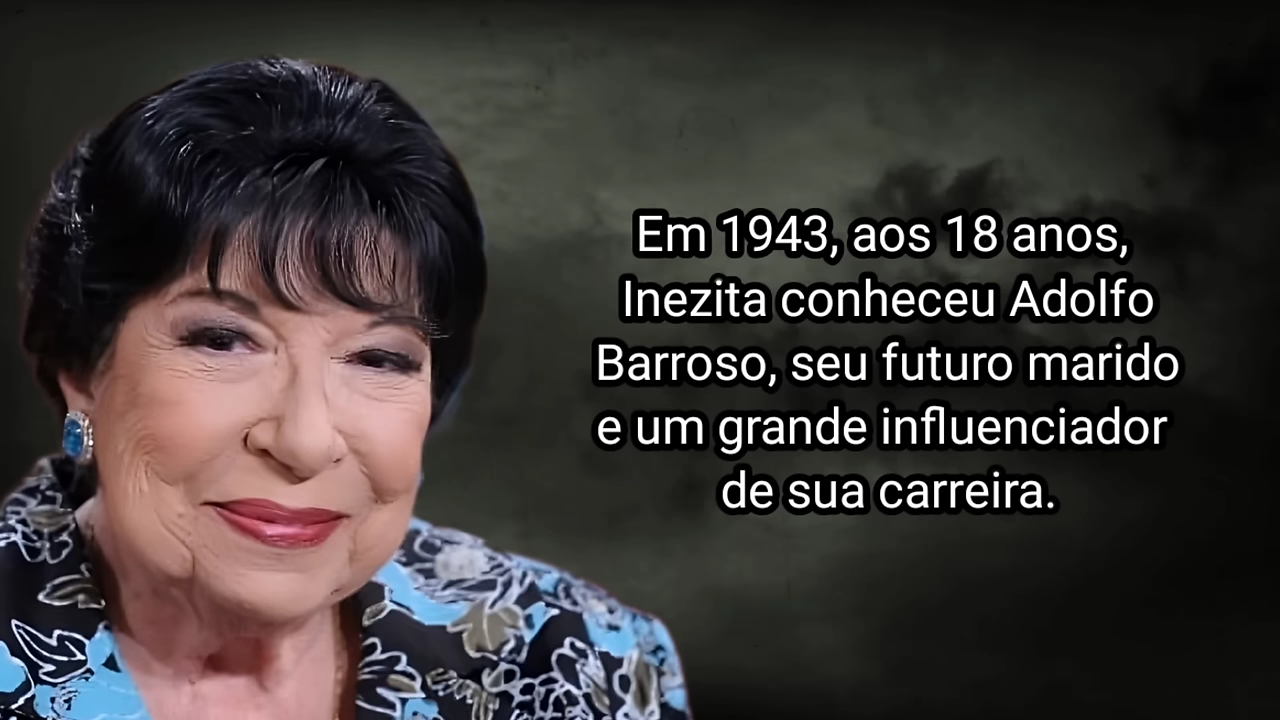 Em 1943, aos 18 anos,
Inezita conheceu Adolfo
Barroso, seu futuro marido
e um grande influenciador
de sua carreira.